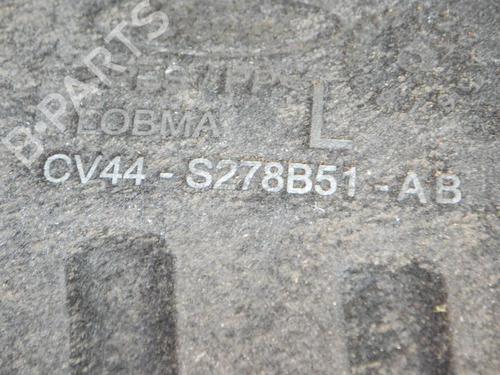 B-PARTS
L
LOBMA
CV44 - S278B51 - AB